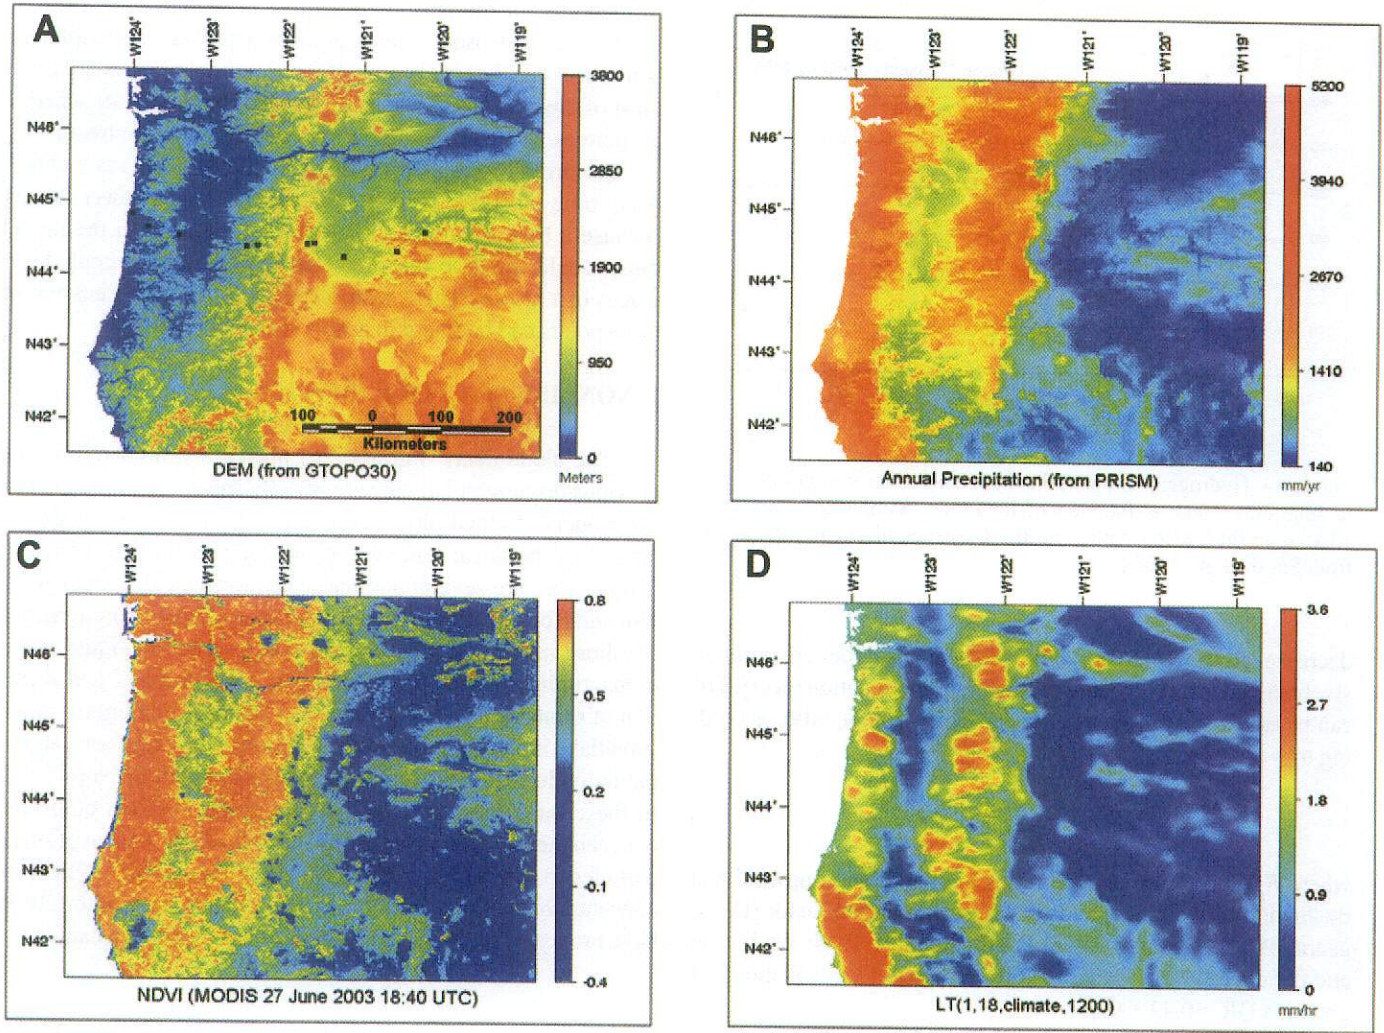 A
W124°
W123°
W122°
W121°
W120°
W119°
N46°
N45°
N44°
N43°
N42°
3800
2850
1900
950
0
Meters
100 0 100 200
Kilometers
DEM (from GTOPO30)
B
W124°
W123°
W122°
W121°
W120°
W119°
N46°
N45°
N44°
N43°
N42°
5200
3940
2670
1410
140
mm/yr
Annual Precipitation (from PRISM)
C
W124°
W123°
W122°
W121°
W120°
W119°
N46°
N45°
N44°
N43°
N42°
0.8
0.5
0.2
-0.1
-0.4
NDVI (MODIS 27 June 2003 18:40 UTC)
D
W124°
W123°
W122°
W121°
W120°
W119°
N46°
N45°
N44°
N43°
N42°
3.6
2.7
1.8
0.9
0
mm/hr
LT(1,18,climate,1200)